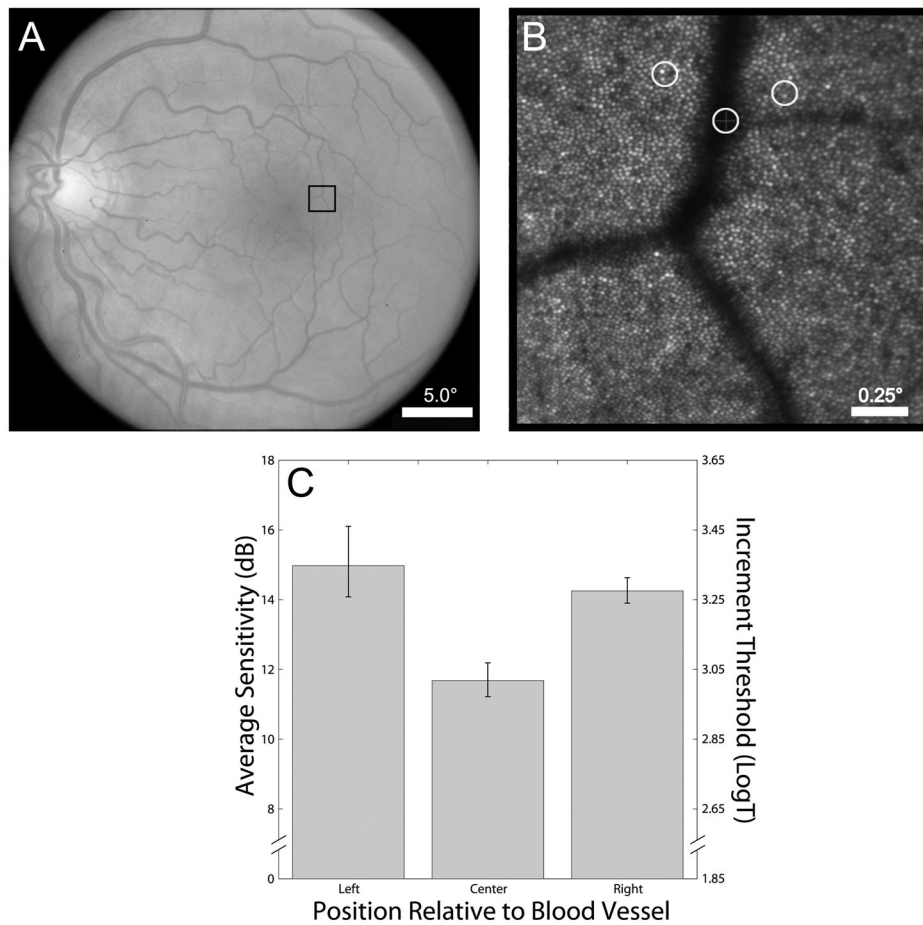 A
5.0°
B
0.25°
C
Average Sensitivity (dB)
18
16
14
12
10
8
0
3.65
3.45
3.25
3.05
2.85
2.65
1.85
Increment Threshold (LogT)
Left Center Right
Position Relative to Blood Vessel